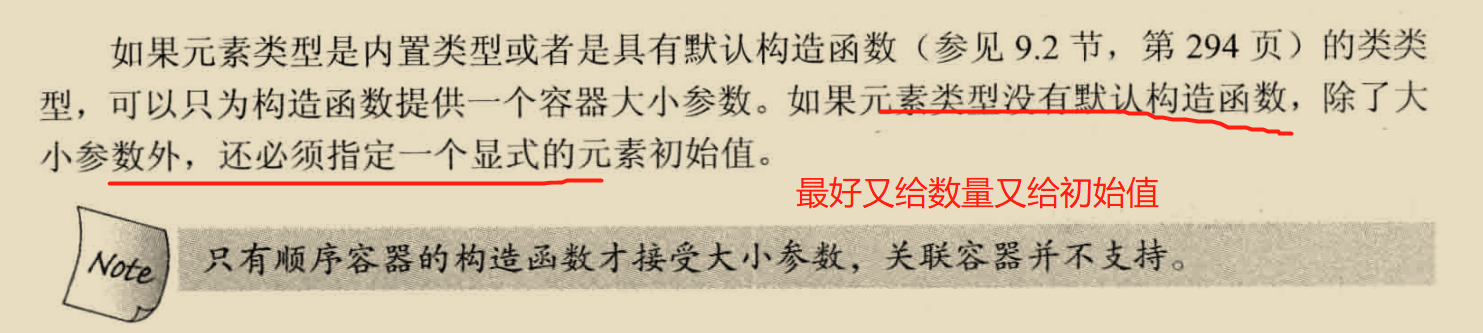 如果元素类型是内置类型或者是具有默认构造函数（参见 9.2 节，第 294 页）的类类
型，可以只为构造函数提供一个容器大小参数。如果元素类型没有默认构造函数，除了大
小参数外，还必须指定一个显式的元素初始值。
最好又给数量又给初始值
Note 只有顺序容器的构造函数才接受大小参数，关联容器并不支持。